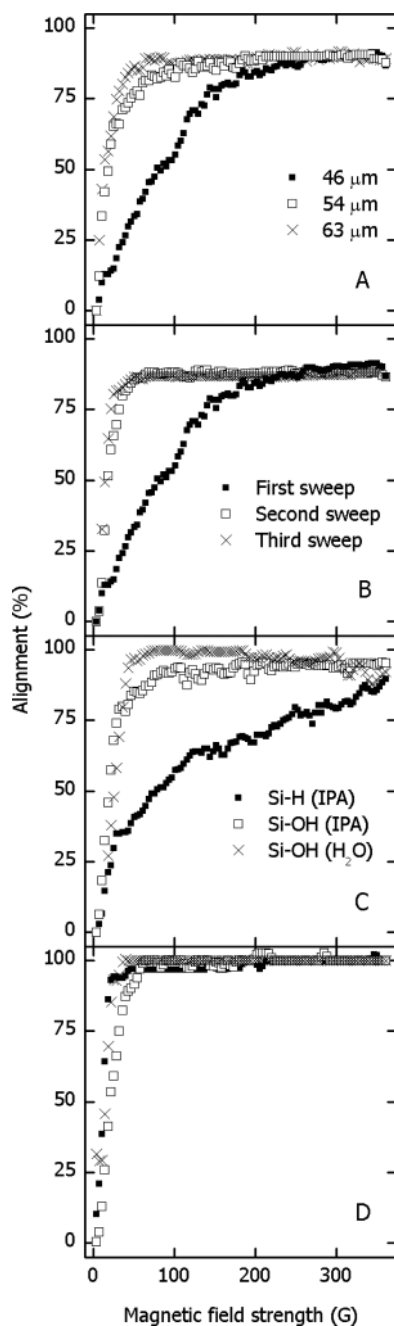 100
75
50
25
0
46 μm
54 μm
63 μm
A
100
75
50
25
0
First sweep
Second sweep
Third sweep
B
Alignment (%)
100
75
50
25
0
Si-H (IPA)
Si-OH (IPA)
Si-OH (H₂O)
C
100
75
50
25
0
D
0 100 200 300
Magnetic field strength (G)